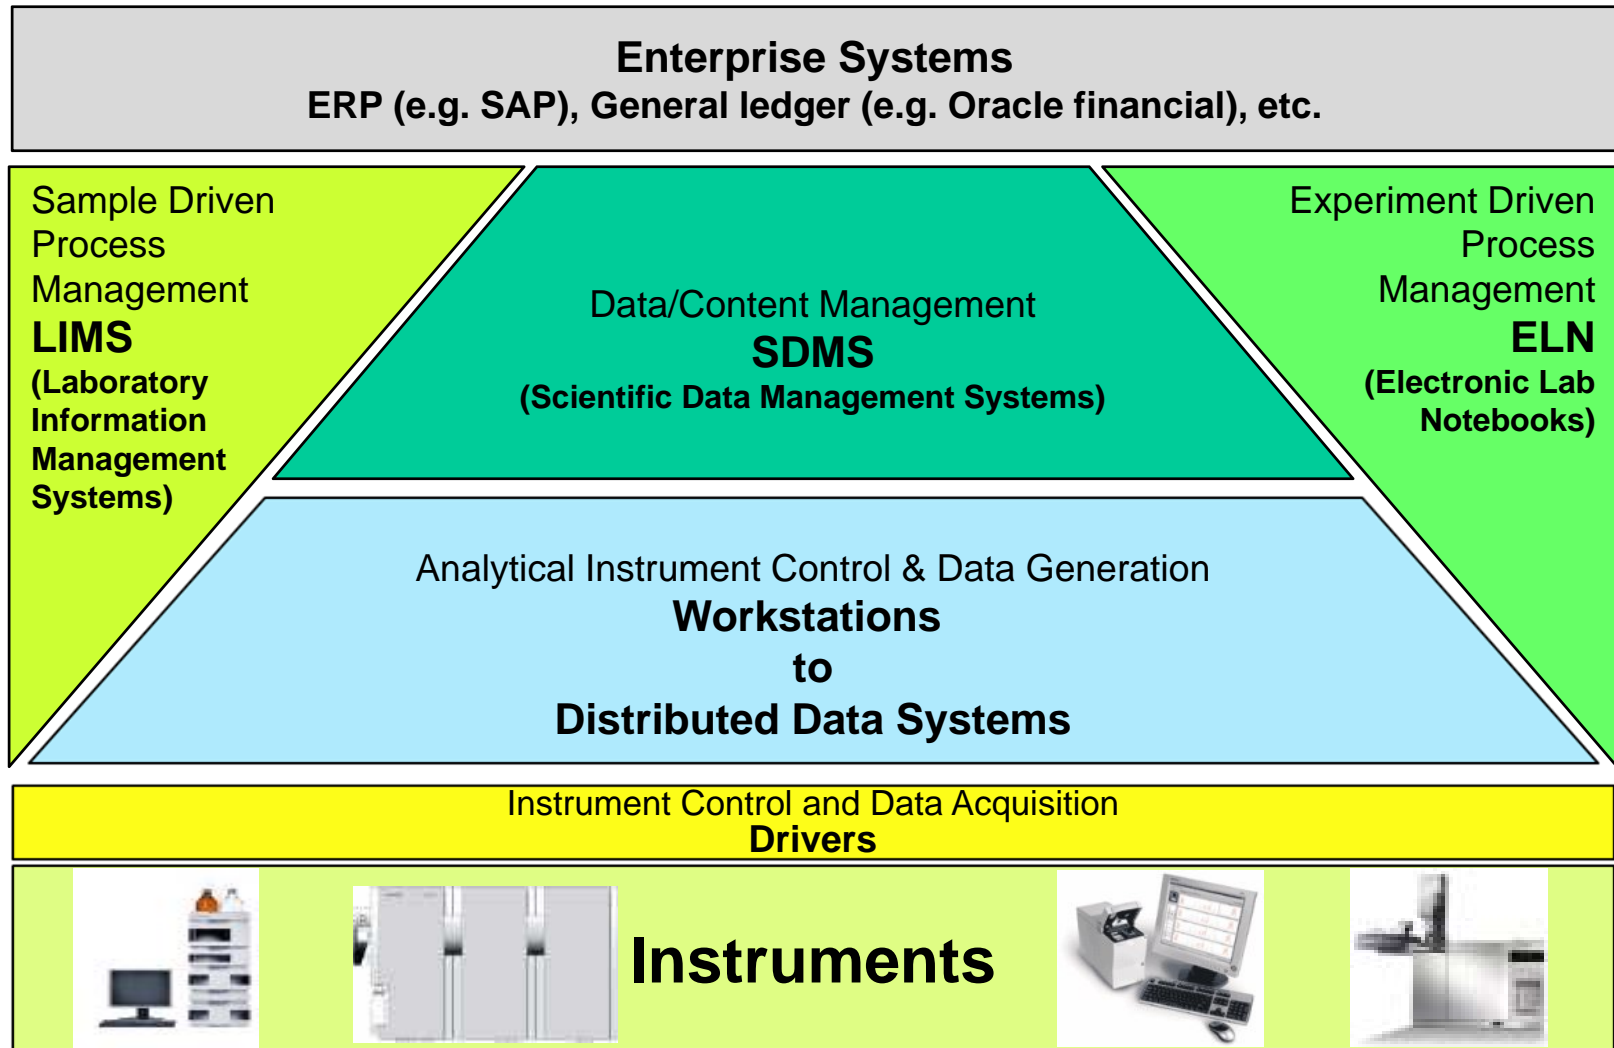 Enterprise Systems
ERP (e.g. SAP), General ledger (e.g. Oracle financial), etc.
Sample Driven
Process
Management
LIMS
(Laboratory
Information
Management
Systems)
Data/Content Management
SDMS
(Scientific Data Management Systems)
Experiment Driven
Process
Management
ELN
(Electronic Lab
Notebooks)
Analytical Instrument Control & Data Generation
Workstations
to
Distributed Data Systems
Instrument Control and Data Acquisition
Drivers
Instruments